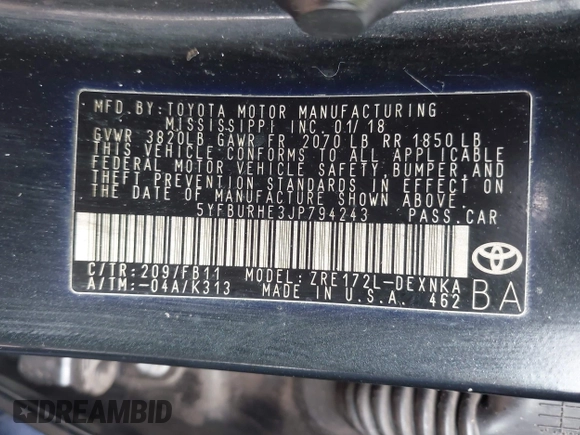 MFD.BY:TOYOTA MOTOR MANUFACTURING
MISSISSIPPI INC. 01/18
GVWR 3820LB GAWR FR 2070 LB RR 1850 LB
THIS VEHICLE CONFORMS TO ALL APPLICABLE
FEDERAL MOTOR VEHICLE SAFETY,BUMPER,AND
THEFT PREVENTION STANDARDS IN EFFECT ON
THE DATE OF MANUFACTURE SHOWN ABOVE.
5YFBURHE3JP794243 PASS.CAR
C/TR:209/FB11 MODEL:ZRE172L-DEXNKA
A/TM:-04A/K313 MADE IN U.S.A. 462
BA
DREAMBID